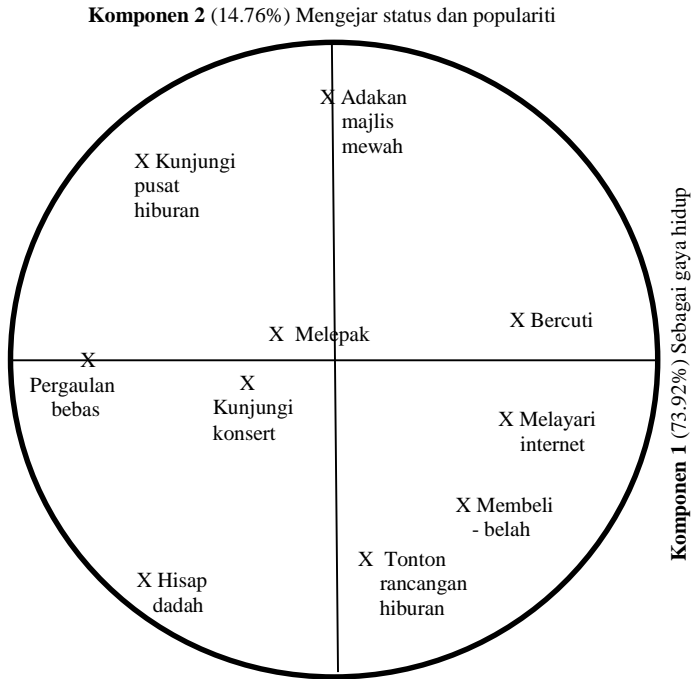 Komponen 2 (14.76%) Mengejar status dan populariti
X Adakan
majlis
mewah
X Kunjungi
pusat
hiburan
X Bercuti
X Melepak
X
Pergaulan
bebas
X
Kunjungi
konsert
X Melayari
internet
X Membeli
- belah
X Tonton
rancangan
hiburan
X Hisap
dadah
Komponen 1 (73.92%) Sebagai gaya hidup